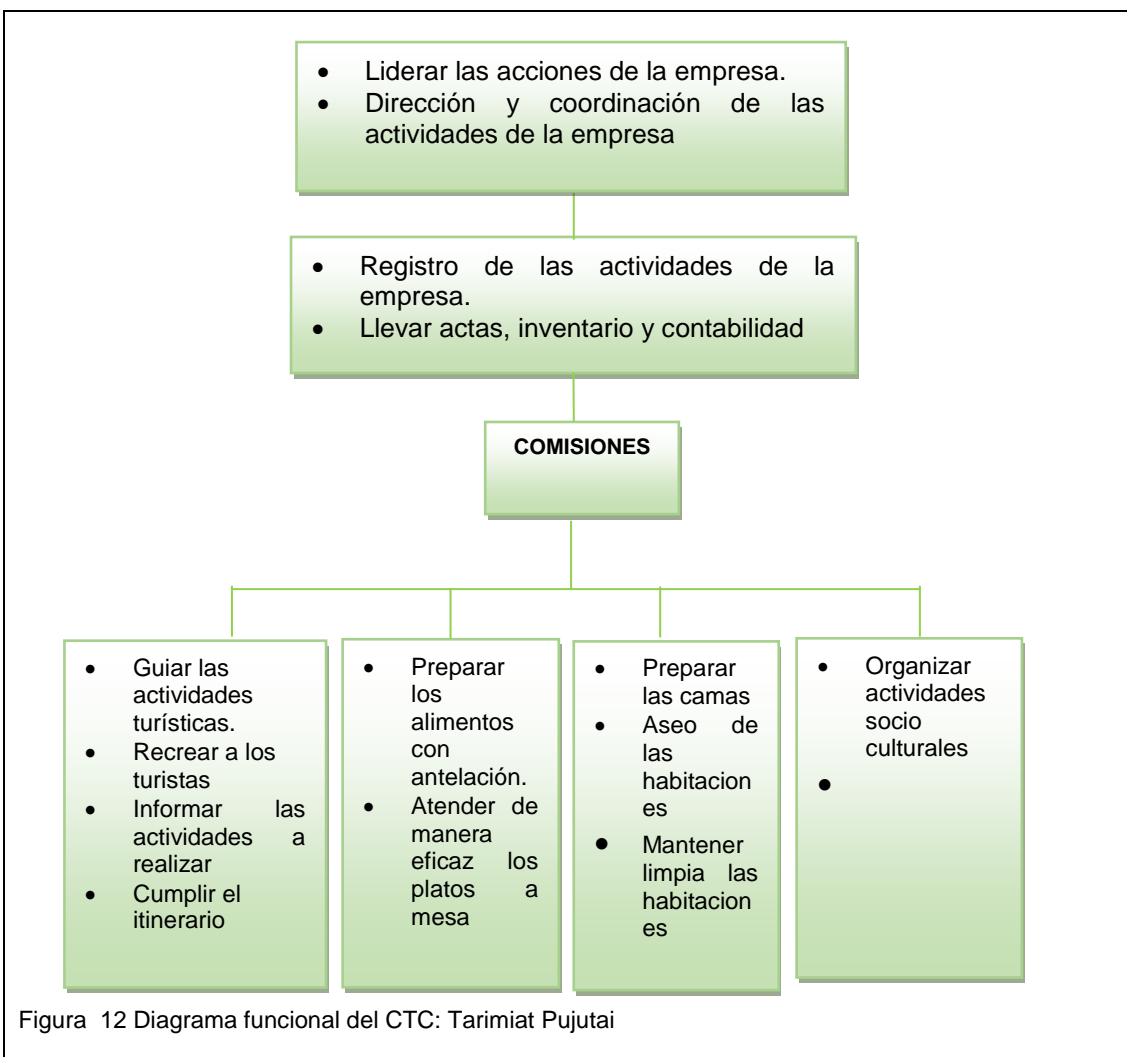 • Liderar las acciones de la empresa.
• Dirección y coordinación de las
actividades de la empresa
• Registro de las actividades de la
empresa.
• Llevar actas, inventario y contabilidad
COMISIONES
• Guiar las
actividades
turísticas.
• Recrear a los
turistas
• Informar las
actividades a
realizar
• Cumplir el
itinerario
• Preparar
los
alimentos
con
antelación.
• Atender de
manera
eficaz los
platos a
mesa
• Preparar
las camas
• Aseo de
las
habitacion
es
• Mantener
limpia las
habitacion
es
• Organizar
actividades
socio
culturales
•
Figura 12 Diagrama funcional del CTC: Tarimiat Pujutai